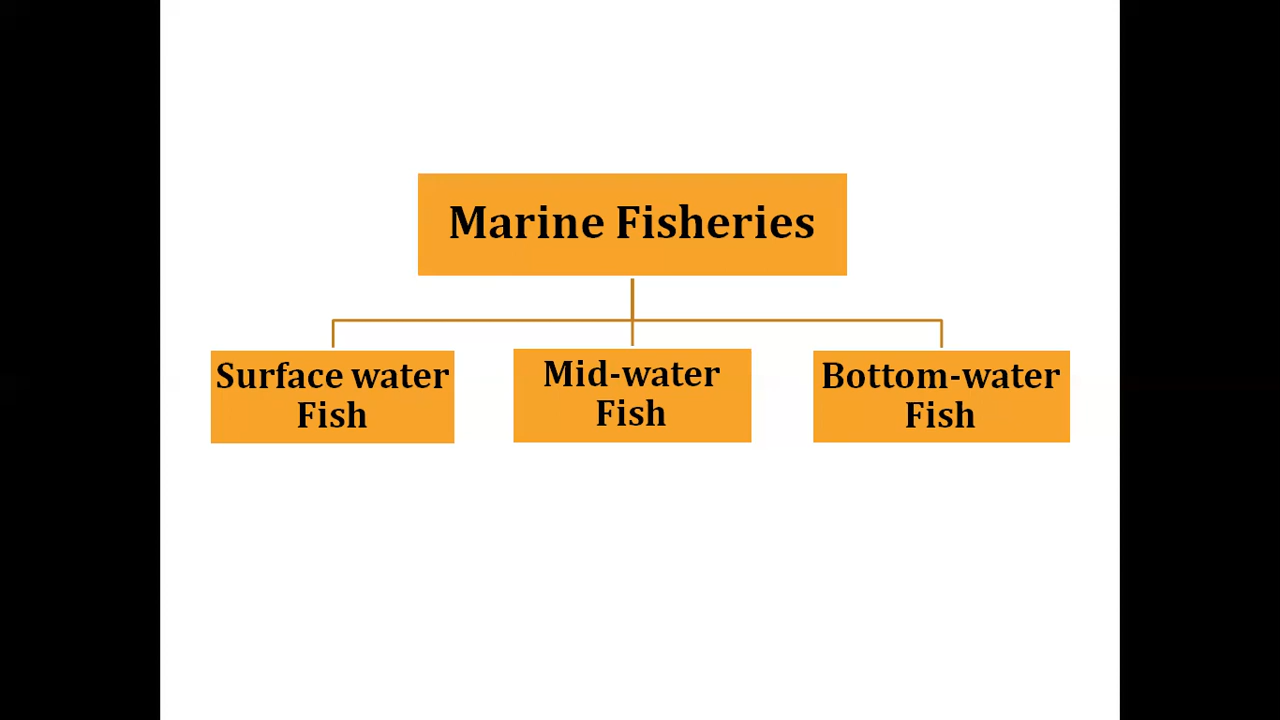 Marine Fisheries
Surface water
Fish
Mid-water
Fish
Bottom-water
Fish